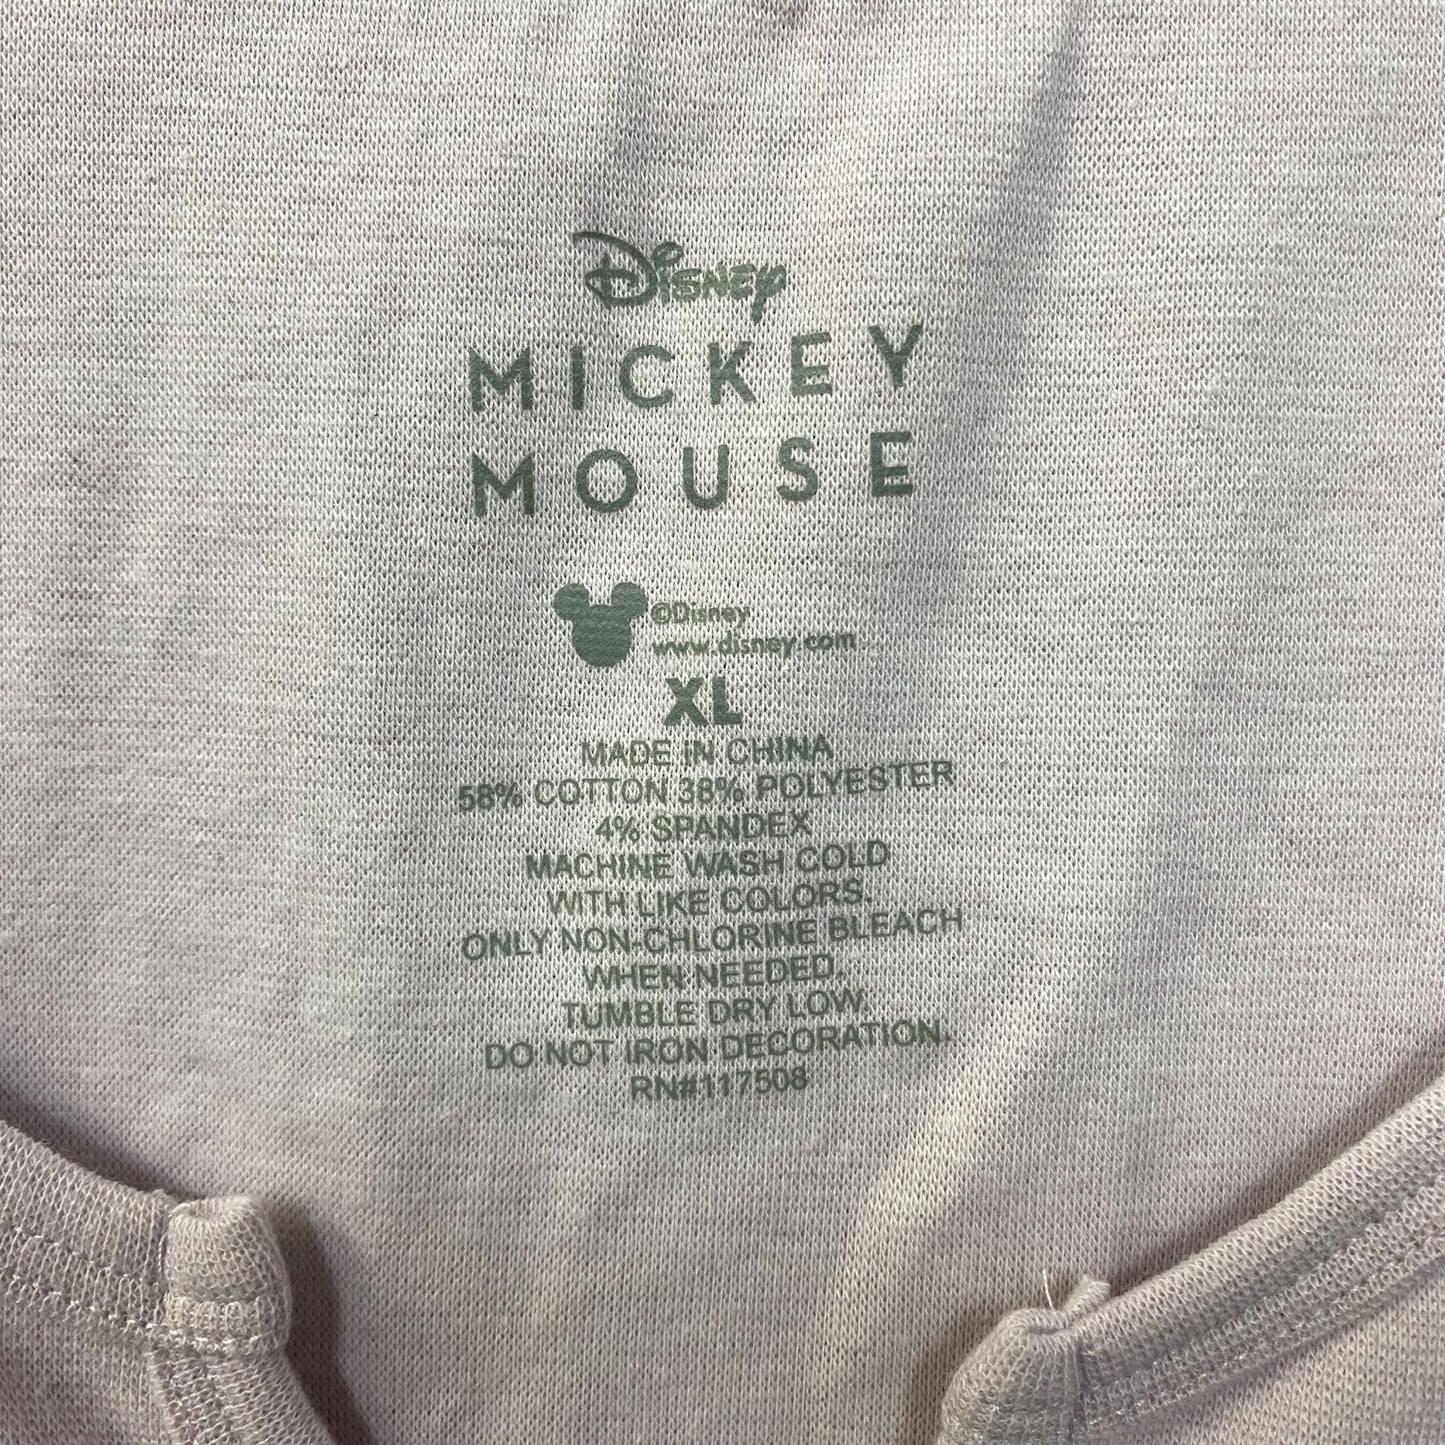 Disney
MICKEY
MOUSE
©Disney
www.disney.com
XL
MADE IN CHINA
58% COTTON 38% POLYESTER
4% SPANDEX
MACHINE WASH COLD
WITH LIKE COLORS.
ONLY NON-CHLORINE BLEACH
WHEN NEEDED.
TUMBLE DRY LOW.
DO NOT IRON DECORATION.
RN#117508